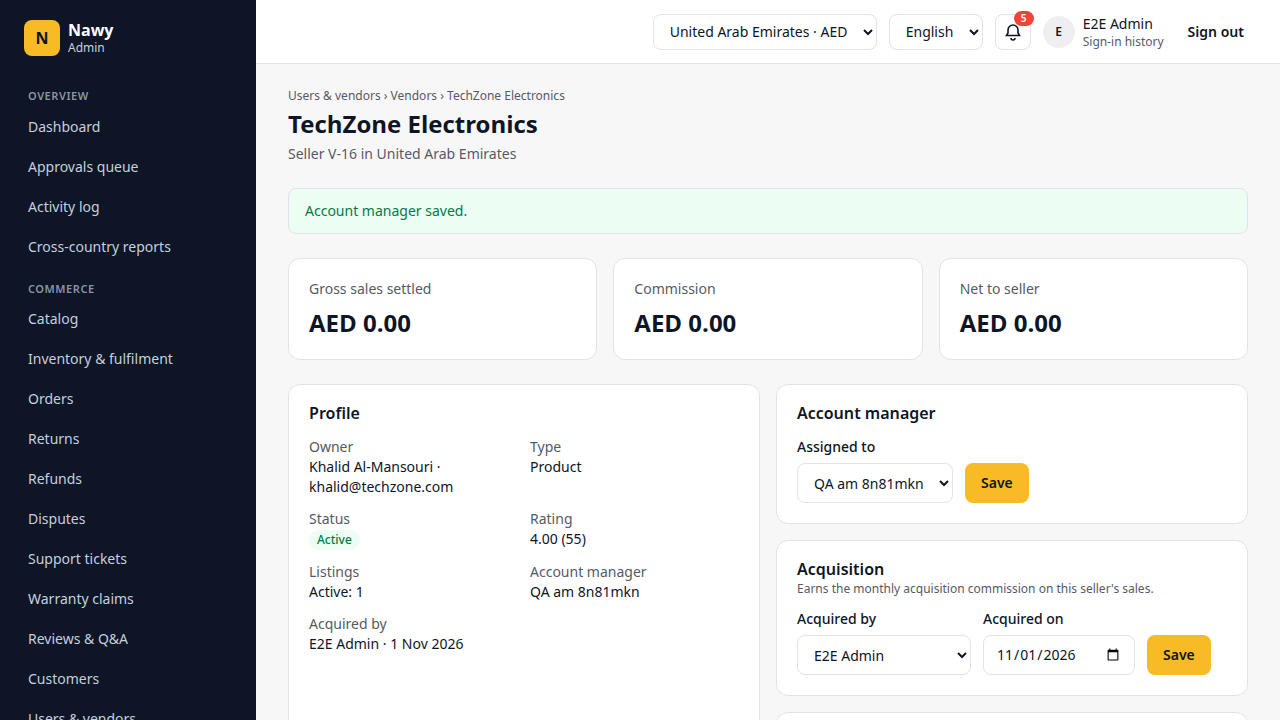 N
Nawy
Admin
OVERVIEW
Dashboard
Approvals queue
Activity log
Cross-country reports
COMMERCE
Catalog
Inventory & fulfilment
Orders
Returns
Refunds
Disputes
Support tickets
Warranty claims
Reviews & Q&A
Customers
Users & vendors
United Arab Emirates · AED
English
5
E
E2E Admin
Sign-in history
Sign out
Users & vendors › Vendors › TechZone Electronics
TechZone Electronics
Seller V-16 in United Arab Emirates
Account manager saved.
Gross sales settled
AED 0.00
Commission
AED 0.00
Net to seller
AED 0.00
Profile
Owner
Khalid Al-Mansouri ·
khalid@techzone.com
Type
Product
Status
Active
Rating
4.00 (55)
Listings
Active: 1
Account manager
QA am 8n81mkn
Acquired by
E2E Admin · 1 Nov 2026
Account manager
Assigned to
QA am 8n81mkn
Save
Acquisition
Earns the monthly acquisition commission on this seller's sales.
Acquired by
Acquired on
E2E Admin
11/01/2026
Save